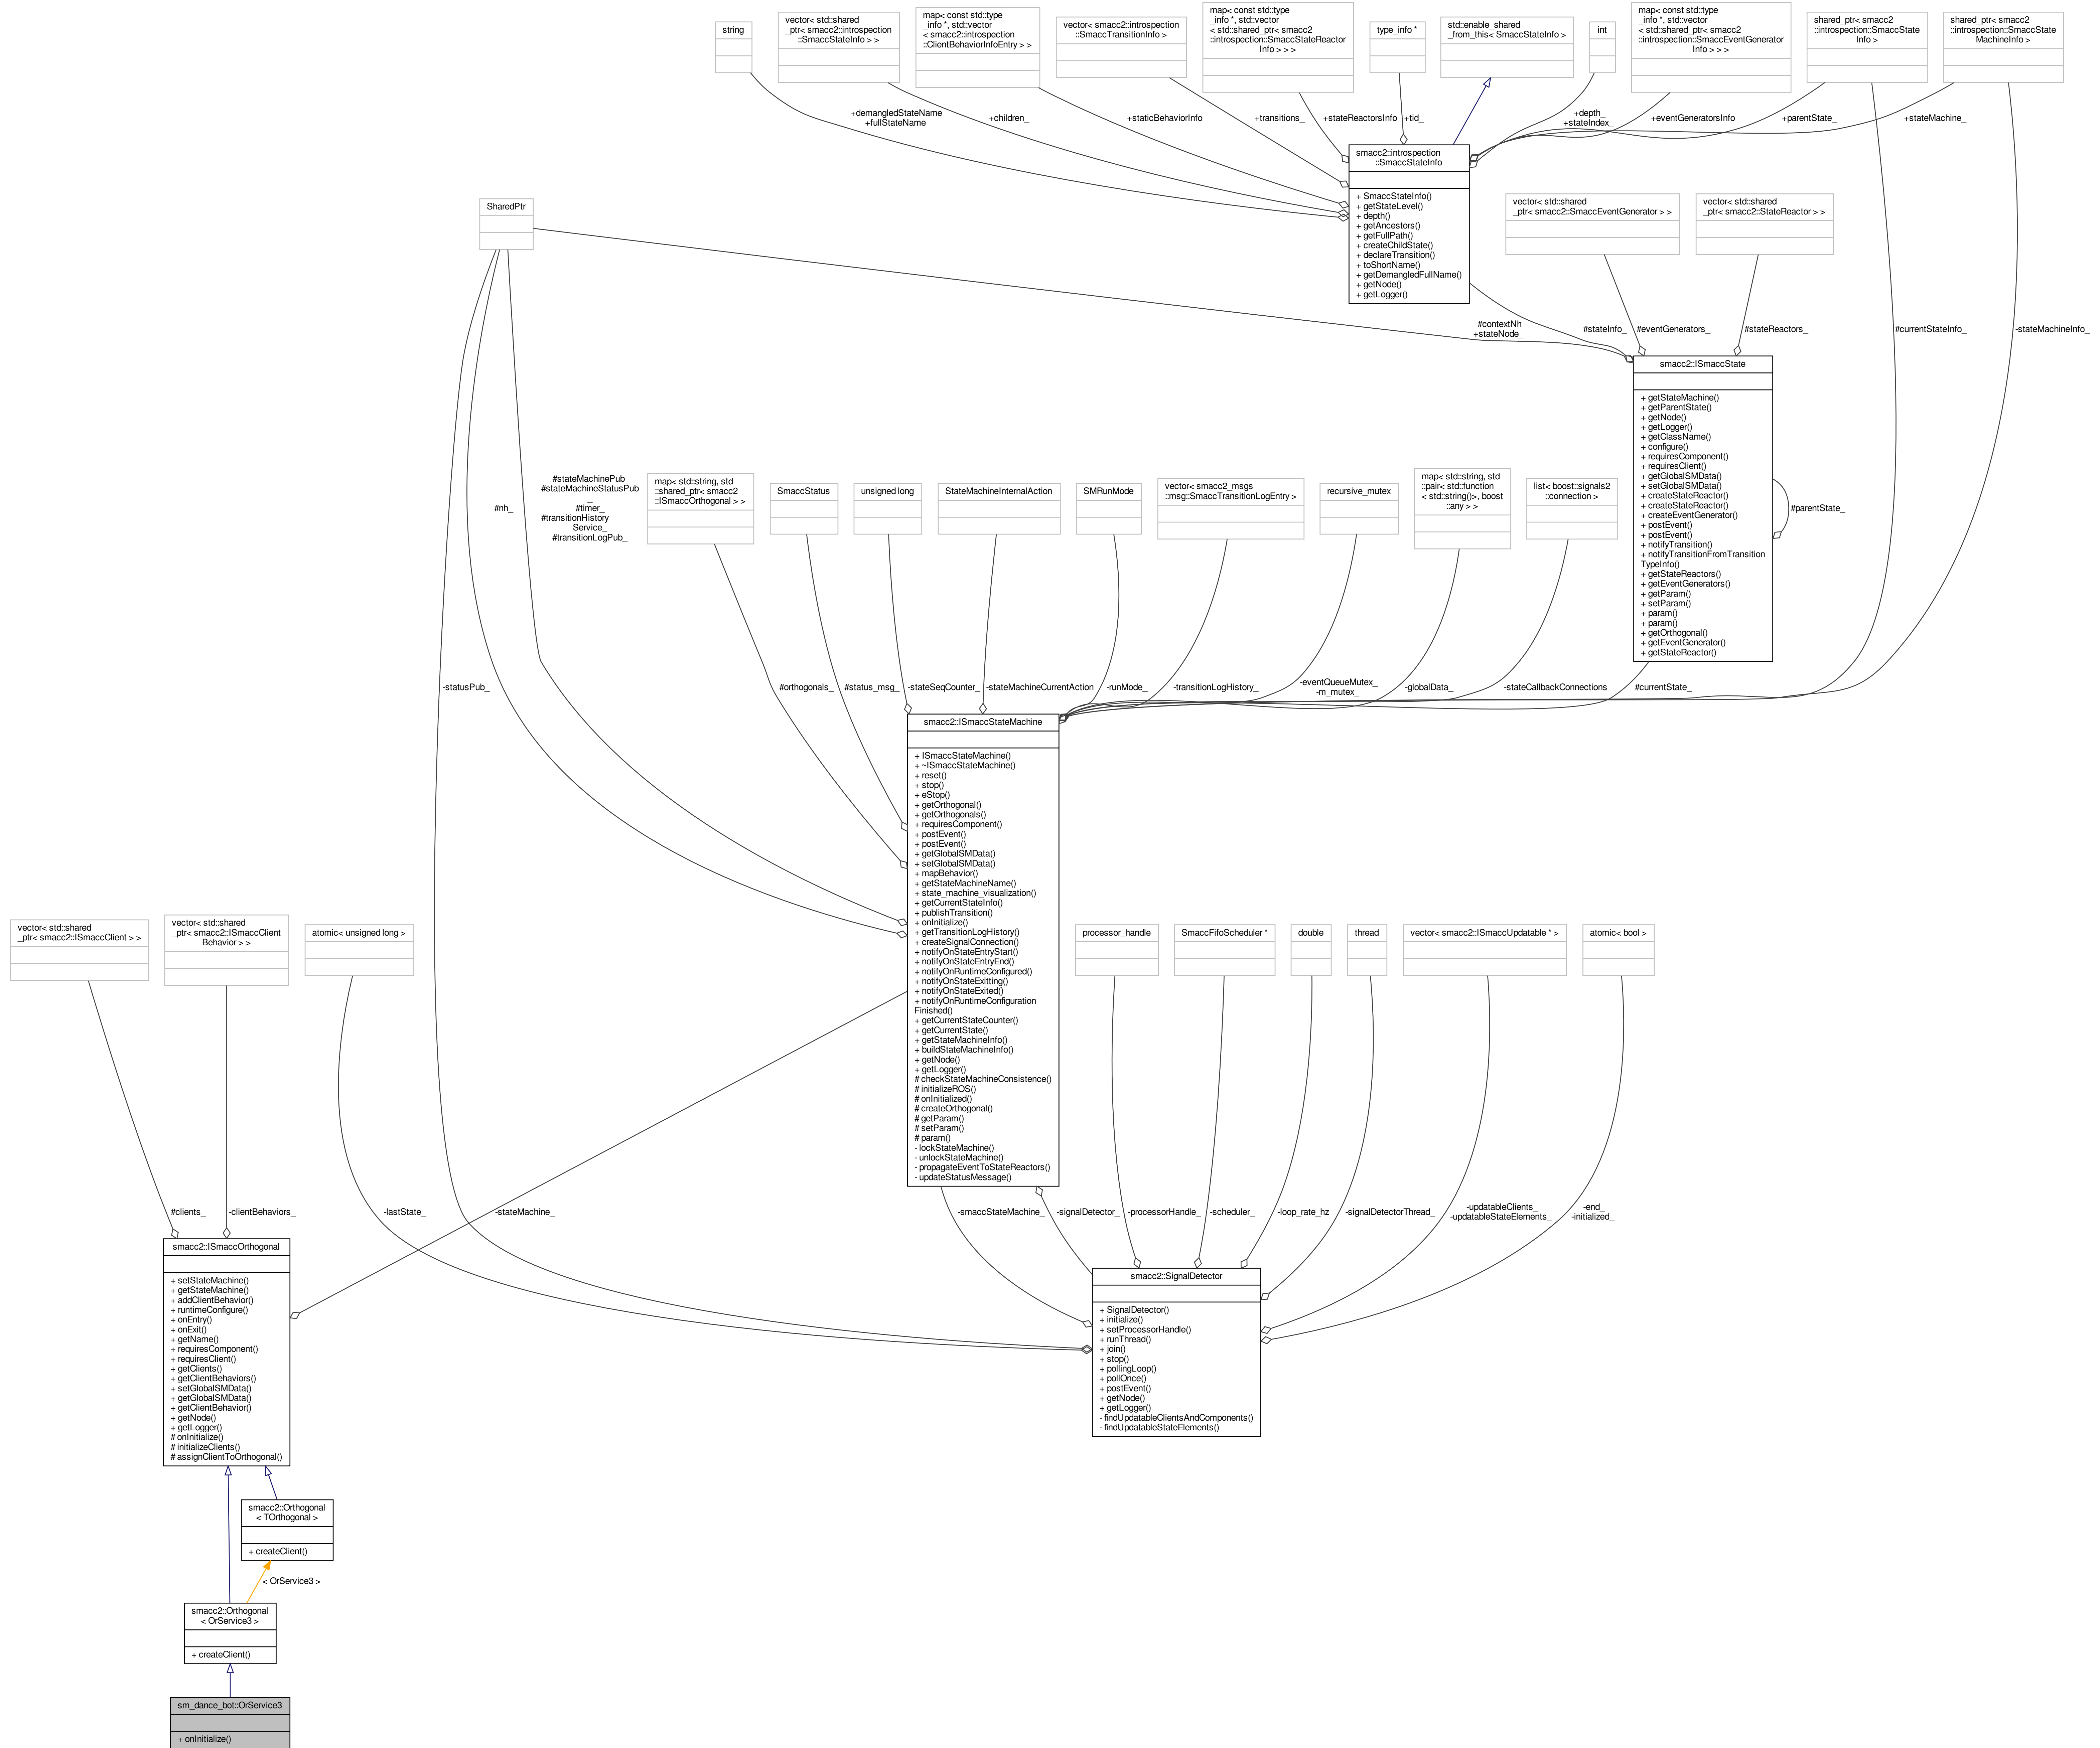 string
vector< std::shared
_ptr< smacc2::introspection
::SmaccStateInfo > >
map< const std::type
_info *, std::vector
< smacc2::introspection
::ClientBehaviorInfoEntry > >
vector< smacc2::introspection
::SmaccTransitionInfo >
map< const std::type
_info *, std::vector
< std::shared_ptr< smacc2
::introspection::SmaccStateReactor
Info > > >
type_info *
std::enable_shared
_from_this< SmaccStateInfo >
int
map< const std::type
_info *, std::vector
< std::shared_ptr< smacc2
::introspection::SmaccEventGenerator
Info > > >
shared_ptr< smacc2
::introspection::SmaccState
Info >
shared_ptr< smacc2
::introspection::SmaccState
MachineInfo >
+demangledStateName
+fullStateName
+children_
+staticBehaviorInfo
+transitions_
+stateReactorsInfo
+tid_
+depth_
+stateIndex_
+eventGeneratorsInfo
+parentState_
+stateMachine_
smacc2::introspection
::SmaccStateInfo
+ SmaccStateInfo()
+ getStateLevel()
+ depth()
+ getAncestors()
+ getFullPath()
+ createChildState()
+ declareTransition()
+ toShortName()
+ getDemangledFullName()
+ getNode()
+ getLogger()
SharedPtr
vector< std::shared
_ptr< smacc2::SmaccEventGenerator > >
vector< std::shared
_ptr< smacc2::StateReactor > >
#contextNh
+stateNode_
#stateInfo_
#eventGenerators_
#stateReactors_
#currentStateInfo_
-stateMachineInfo_
smacc2::ISmaccState
+ getStateMachine()
+ getParentState()
+ getNode()
+ getLogger()
+ getClassName()
+ configure()
+ requiresComponent()
+ requiresClient()
+ getGlobalSMData()
+ setGlobalSMData()
+ createStateReactor()
+ createStateReactor()
+ createEventGenerator()
+ postEvent()
+ postEvent()
+ notifyTransition()
+ notifyTransitionFromTransition
TypeInfo()
+ getStateReactors()
+ getEventGenerators()
+ getParam()
+ setParam()
+ param()
+ param()
+ getOrthogonal()
+ getEventGenerator()
+ getStateReactor()
#parentState_
#nh_
#stateMachinePub_
#stateMachineStatusPub
_
#timer_
#transitionHistory
Service_
#transitionLogPub_
map< std::string, std
::shared_ptr< smacc2
::ISmaccOrthogonal > >
SmaccStatus
unsigned long
StateMachineInternalAction
SMRunMode
vector< smacc2_msgs
::msg::SmaccTransitionLogEntry >
recursive_mutex
map< std::string, std
::pair< std::function
< std::string()>, boost
::any > >
list< boost::signals2
::connection >
-statusPub_
#orthogonals_
#status_msg_
-stateSeqCounter_
-stateMachineCurrentAction
-runMode_
-transitionLogHistory_
-eventQueueMutex_
-m_mutex_
-globalData_
-stateCallbackConnections
#currentState_
smacc2::ISmaccStateMachine
+ ISmaccStateMachine()
+ ~ISmaccStateMachine()
+ reset()
+ stop()
+ eStop()
+ getOrthogonal()
+ getOrthogonals()
+ requiresComponent()
+ postEvent()
+ postEvent()
+ getGlobalSMData()
+ setGlobalSMData()
+ mapBehavior()
+ getStateMachineName()
+ state_machine_visualization()
+ getCurrentStateInfo()
+ publishTransition()
+ onInitialize()
+ getTransitionLogHistory()
+ createSignalConnection()
+ notifyOnStateEntryStart()
+ notifyOnStateEntryEnd()
+ notifyOnRuntimeConfigured()
+ notifyOnStateExitting()
+ notifyOnStateExited()
+ notifyOnRuntimeConfiguration
Finished()
+ getCurrentStateCounter()
+ getCurrentState()
+ getStateMachineInfo()
+ buildStateMachineInfo()
+ getNode()
+ getLogger()
# checkStateMachineConsistence()
# initializeROS()
# onInitialized()
# createOrthogonal()
# getParam()
# setParam()
# param()
- lockStateMachine()
- unlockStateMachine()
- propagateEventToStateReactors()
- updateStatusMessage()
vector< std::shared
_ptr< smacc2::ISmaccClient > >
vector< std::shared
_ptr< smacc2::ISmaccClient
Behavior > >
atomic< unsigned long >
processor_handle
SmaccFifoScheduler *
double
thread
vector< smacc2::ISmaccUpdatable * >
atomic< bool >
#clients_
-clientBehaviors_
-lastState_
-stateMachine_
-smaccStateMachine_
-signalDetector_
-processorHandle_
-scheduler_
-loop_rate_hz
-signalDetectorThread_
-updatableClients_
-updatableStateElements_
-end_
-initialized_
smacc2::ISmaccOrthogonal
+ setStateMachine()
+ getStateMachine()
+ addClientBehavior()
+ runtimeConfigure()
+ onEntry()
+ onExit()
+ getName()
+ requiresComponent()
+ requiresClient()
+ getClients()
+ getClientBehaviors()
+ setGlobalSMData()
+ getGlobalSMData()
+ getClientBehavior()
+ getNode()
+ getLogger()
# onInitialize()
# initializeClients()
# assignClientToOrthogonal()
smacc2::SignalDetector
+ SignalDetector()
+ initialize()
+ setProcessorHandle()
+ runThread()
+ join()
+ stop()
+ pollingLoop()
+ pollOnce()
+ postEvent()
+ getNode()
+ getLogger()
- findUpdatableClientsAndComponents()
- findUpdatableStateElements()
smacc2::Orthogonal
< TOrthogonal >
+ createClient()
< OrService3 >
smacc2::Orthogonal
< OrService3 >
+ createClient()
sm_dance_bot::OrService3
+ onInitialize()